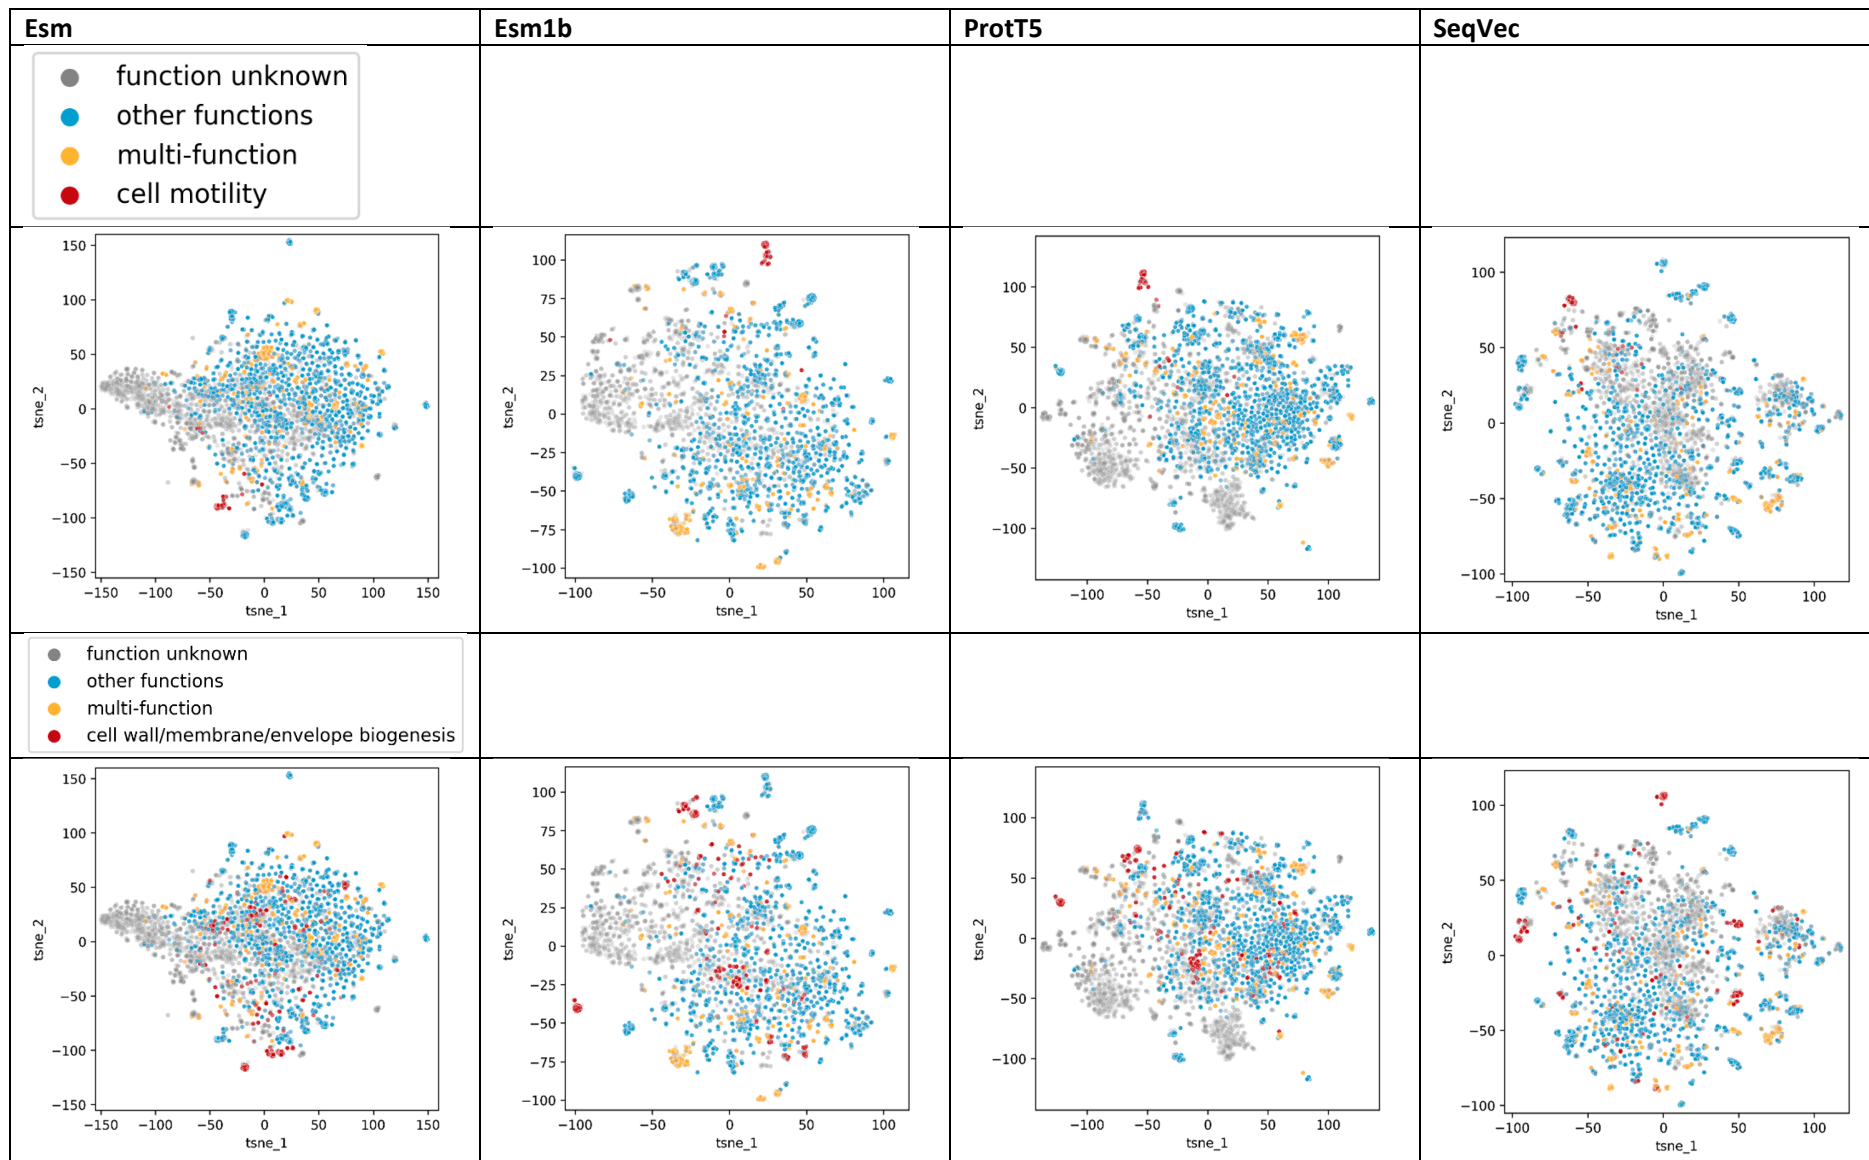 Esm Esm1b ProtT5 SeqVec
function unknown
other functions
multi-function
cell motility
150
100
50
0
−50
−100
−150
tsne_2
−150 −100 −50 0 50 100 150
tsne_1
100
75
50
25
0
−25
−50
−75
−100
tsne_2
−100 −50 0 50 100
tsne_1
100
50
0
−50
−100
tsne_2
−100 −50 0 50 100
tsne_1
100
50
0
−50
−100
tsne_2
−100 −50 0 50 100
tsne_1
function unknown
other functions
multi-function
cell wall/membrane/envelope biogenesis
150
100
50
0
−50
−100
−150
tsne_2
−150 −100 −50 0 50 100 150
tsne_1
100
75
50
25
0
−25
−50
−75
−100
tsne_2
−100 −50 0 50 100
tsne_1
100
50
0
−50
−100
tsne_2
−100 −50 0 50 100
tsne_1
100
50
0
−50
−100
tsne_2
−100 −50 0 50 100
tsne_1